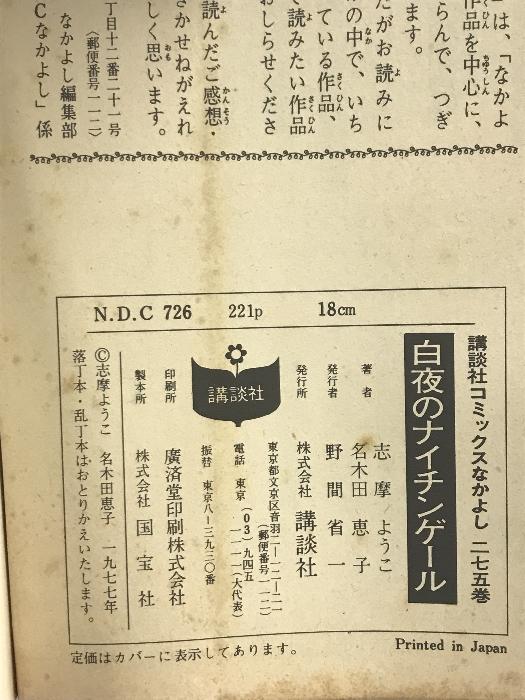 は、「なかよ
作品を中心に、
らんで、つぎ
ます。
たがお読みに
の中で、いち
ている作品、
で読みたい作品
おしらせくださ
読んだご感想・
さかせねがえれ
しく思います。
丁目十二番二十一号
〈郵便番号一一二〉
なかよし編集部
Cなかよし」係
N.D.C 726 221p 18cm
講談社コミックスなかよし 二七五巻
白夜のナイチンゲール
著者 志摩ようこ
名木田恵子
発行者 野間省一
発行所 株式会社 講談社
東京都文京区音羽二―一二―二一
(郵便番号 一一二)
電話 東京(03)九四五
一一一一(大代表)
振替 東京八―三九三〇番
講談社
印刷所 廣済堂印刷株式会社
製本所 株式会社 国宝社
©志摩ようこ 名木田恵子 一九七七年
落丁本・乱丁本はおとりかえいたします。
定価はカバーに表示してあります。
Printed in Japan